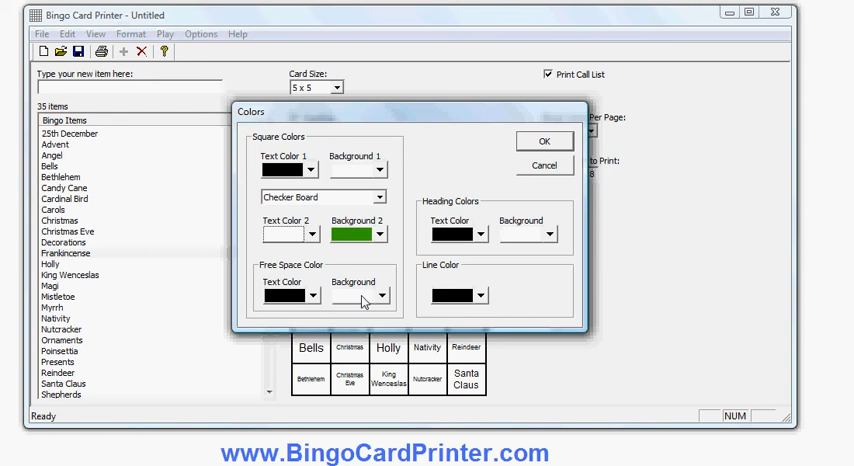 Bingo Card Printer - Untitled
File Edit View Format Play Options Help
Type your new item here:
Card Size:
5 x 5
Print Call List
35 items
Bingo Items
25th December
Advent
Angel
Bells
Bethlehem
Candy Cane
Cardinal Bird
Carols
Christmas
Christmas Eve
Decorations
Frankincense
Holly
King Wenceslas
Magi
Mistletoe
Myrrh
Nativity
Nutcracker
Ornaments
Poinsettia
Presents
Reindeer
Santa Claus
Shepherds
Per Page:
to Print:
8
Colors
Square Colors
Text Color 1 Background 1
Checker Board
Text Color 2 Background 2
Free Space Color
Text Color Background
OK
Cancel
Heading Colors
Text Color Background
Line Color
Bells Christmas Holly Nativity Reindeer
Bethlehem Christmas Eve King Wenceslas Nutcracker Santa Claus
Ready
NUM
www.BingoCardPrinter.com